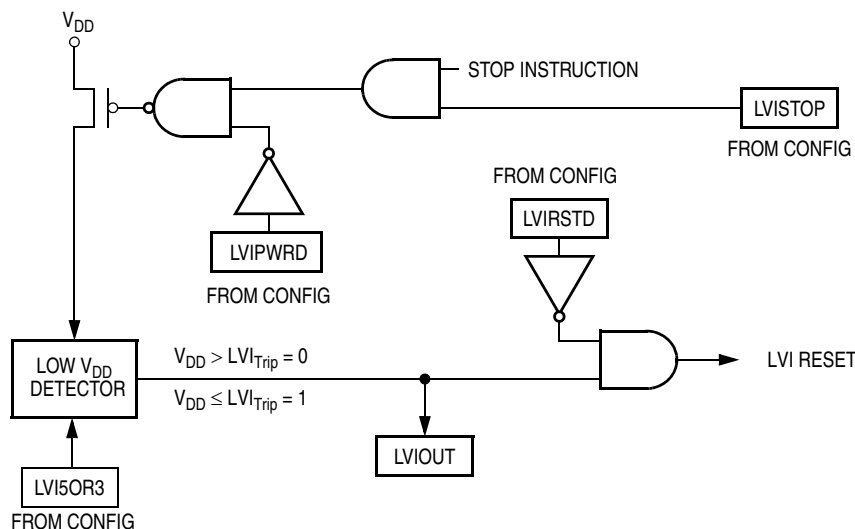 VDD
STOP INSTRUCTION
LVISTOP
FROM CONFIG
FROM CONFIG
LVIRSTD
LVIPWRD
FROM CONFIG
LOW VDD
DETECTOR
VDD > LVITrip = 0
VDD ≤ LVITrip = 1
LVI RESET
LVIOUT
LVI5OR3
FROM CONFIG